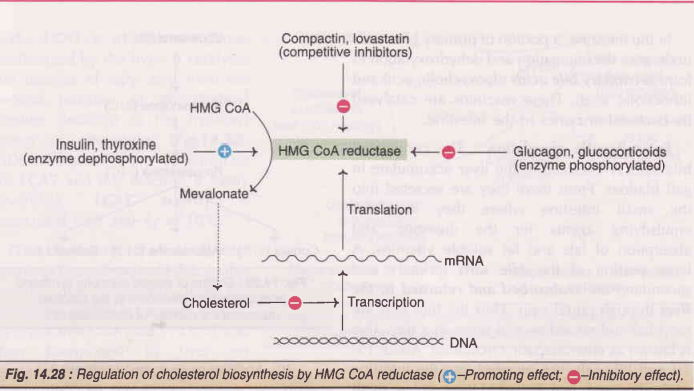 Compactin, lovastatin
(competitive inhibitors)
HMG CoA
Insulin, thyroxine
(enzyme dephosphorylated)
HMG CoA reductase
Glucagon, glucocorticoids
(enzyme phosphorylated)
Mevalonate
Translation
mRNA
Cholesterol
Transcription
DNA
Fig. 14.28 : Regulation of cholesterol biosynthesis by HMG CoA reductase (+–Promoting effect; –Inhibitory effect).